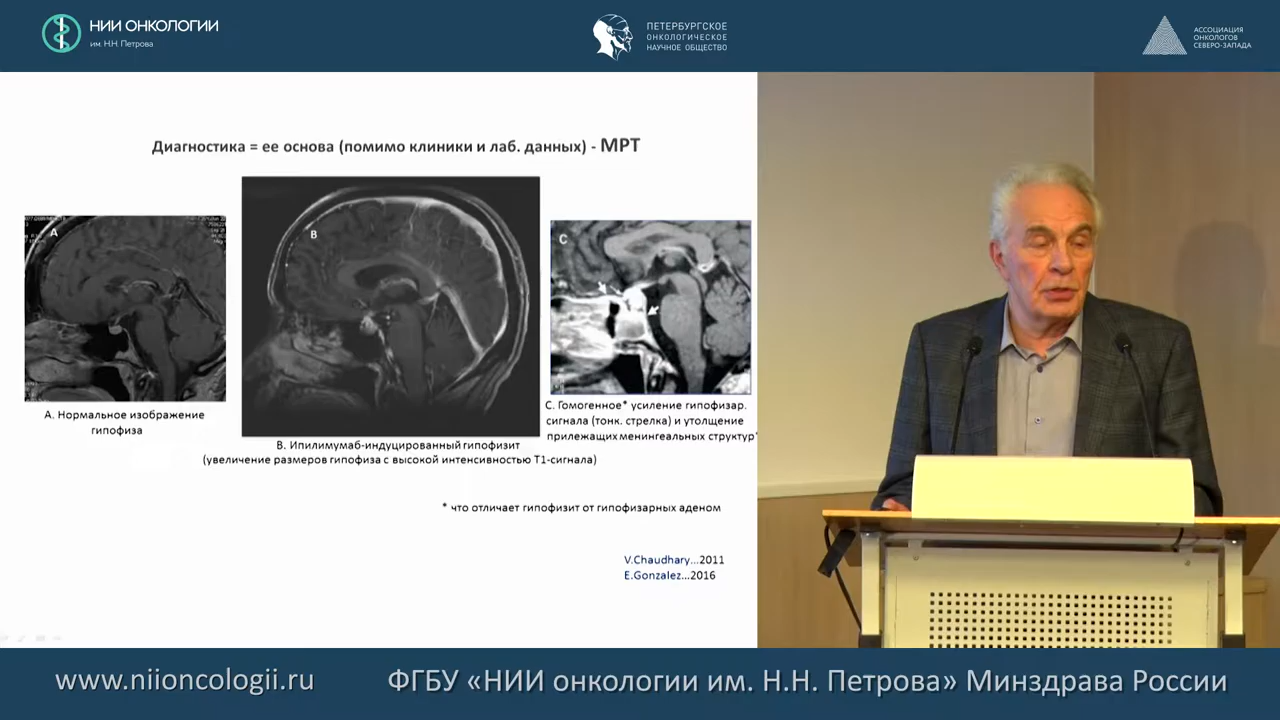 НИИ ОНКОЛОГИИ
им. Н.Н. Петрова
ПЕТЕРБУРГСКОЕ
ОНКОЛОГИЧЕСКОЕ
НАУЧНОЕ ОБЩЕСТВО
АССОЦИАЦИЯ
ОНКОЛОГОВ
СЕВЕРО-ЗАПАДА
Диагностика = ее основа (помимо клиники и лаб. данных) - МРТ
A
B
C
А. Нормальное изображение
гипофиза
В. Ипилимумаб-индуцированный гипофизит
(увеличение размеров гипофиза с высокой интенсивностью Т1-сигнала)
С. Гомогенное* усиление гипофизар.
сигнала (тонк. стрелка) и утолщение
прилежащих менингеальных структур
* что отличает гипофизит от гипофизарных аденом
V.Chaudhary...2011
E.Gonzalez...2016
www.niioncologii.ru
ФГБУ «НИИ онкологии им. Н.Н. Петрова» Минздрава России